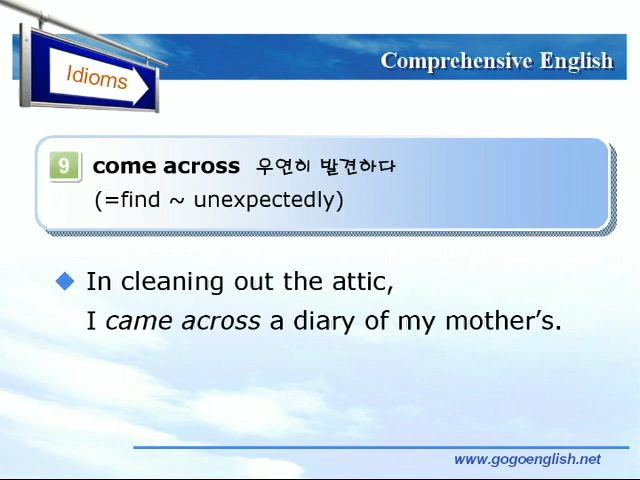 Idioms
Comprehensive English
9 come across 우연히 발견하다
(=find ~ unexpectedly)
In cleaning out the attic,
I came across a diary of my mother’s.
www.gogoenglish.net